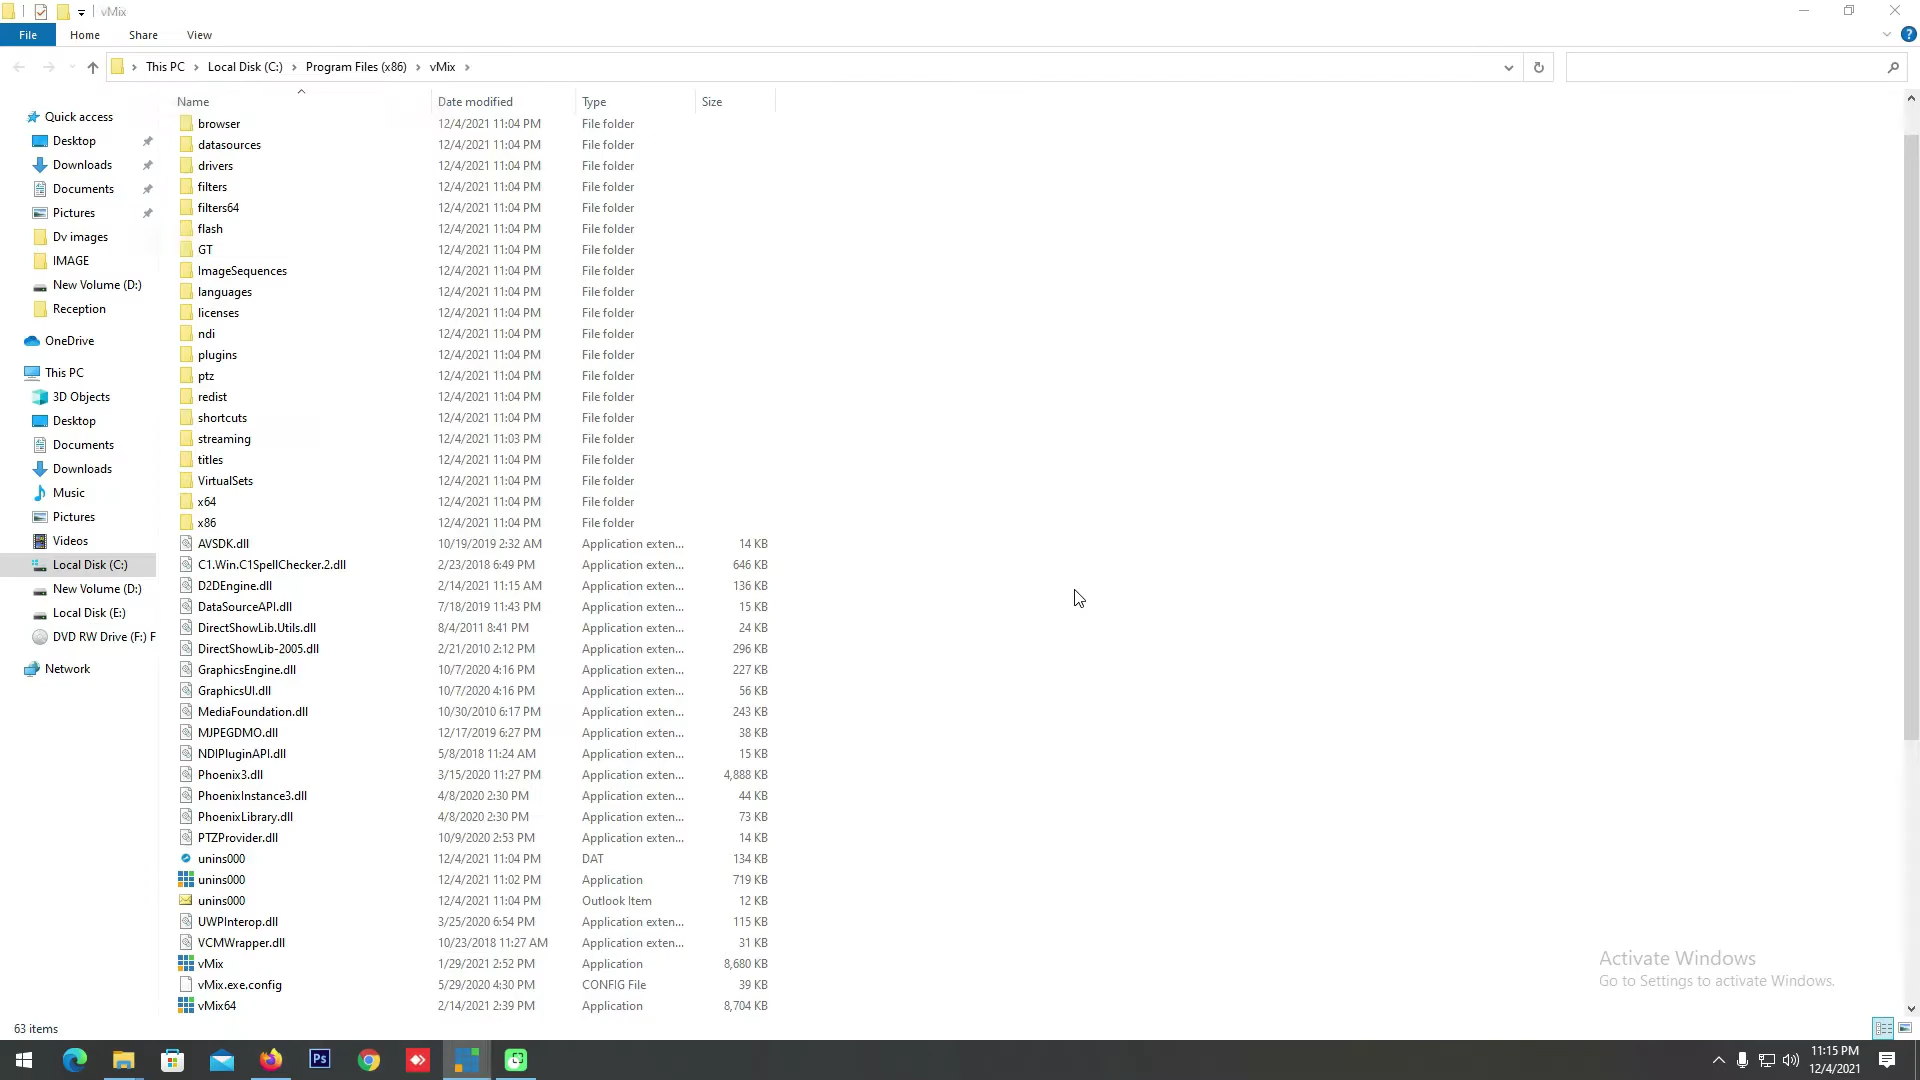 vMix
File Home Share View
This PC Local Disk (C:) Program Files (x86) vMix
Name Date modified Type Size
browser 12/4/2021 11:04 PM File folder
datasources 12/4/2021 11:04 PM File folder
drivers 12/4/2021 11:04 PM File folder
filters 12/4/2021 11:04 PM File folder
filters64 12/4/2021 11:04 PM File folder
flash 12/4/2021 11:04 PM File folder
GT 12/4/2021 11:04 PM File folder
ImageSequences 12/4/2021 11:04 PM File folder
languages 12/4/2021 11:04 PM File folder
licenses 12/4/2021 11:04 PM File folder
ndi 12/4/2021 11:04 PM File folder
plugins 12/4/2021 11:04 PM File folder
ptz 12/4/2021 11:04 PM File folder
redist 12/4/2021 11:04 PM File folder
shortcuts 12/4/2021 11:04 PM File folder
streaming 12/4/2021 11:03 PM File folder
titles 12/4/2021 11:04 PM File folder
VirtualSets 12/4/2021 11:04 PM File folder
x64 12/4/2021 11:04 PM File folder
x86 12/4/2021 11:04 PM File folder
AVSDK.dll 10/19/2019 2:32 AM Application exten... 14 KB
C1.Win.C1SpellChecker.2.dll 2/23/2018 6:49 PM Application exten... 646 KB
D2DEngine.dll 2/14/2021 11:15 AM Application exten... 136 KB
DataSourceAPI.dll 7/18/2019 11:43 PM Application exten... 15 KB
DirectShowLib.Utils.dll 8/4/2011 8:41 PM Application exten... 24 KB
DirectShowLib-2005.dll 2/21/2010 2:12 PM Application exten... 296 KB
GraphicsEngine.dll 10/7/2020 4:16 PM Application exten... 227 KB
GraphicsUI.dll 10/7/2020 4:16 PM Application exten... 56 KB
MediaFoundation.dll 10/30/2010 6:17 PM Application exten... 243 KB
MJPEGDMO.dll 12/17/2019 6:27 PM Application exten... 38 KB
NDIPluginAPI.dll 5/8/2018 11:24 AM Application exten... 15 KB
Phoenix3.dll 3/15/2020 11:27 PM Application exten... 4,888 KB
PhoenixInstance3.dll 4/8/2020 2:30 PM Application exten... 44 KB
PhoenixLibrary.dll 4/8/2020 2:30 PM Application exten... 73 KB
PTZProvider.dll 10/9/2020 2:53 PM Application exten... 14 KB
unins000 12/4/2021 11:04 PM DAT 134 KB
unins000 12/4/2021 11:02 PM Application 719 KB
unins000 12/4/2021 11:04 PM Outlook Item 12 KB
UWPInterop.dll 3/25/2020 6:54 PM Application exten... 115 KB
VCMWrapper.dll 10/23/2018 11:27 AM Application exten... 31 KB
vMix 1/29/2021 2:52 PM Application 8,680 KB
vMix.exe.config 5/29/2020 4:30 PM CONFIG File 39 KB
vMix64 2/14/2021 2:39 PM Application 8,704 KB
Quick access
Desktop
Downloads
Documents
Pictures
Dv images
IMAGE
New Volume (D:)
Reception
OneDrive
This PC
3D Objects
Desktop
Documents
Downloads
Music
Pictures
Videos
Local Disk (C:)
New Volume (D:)
Local Disk (E:)
DVD RW Drive (F:) F
Network
Activate Windows
Go to Settings to activate Windows.
63 items
Ps
11:15 PM
12/4/2021